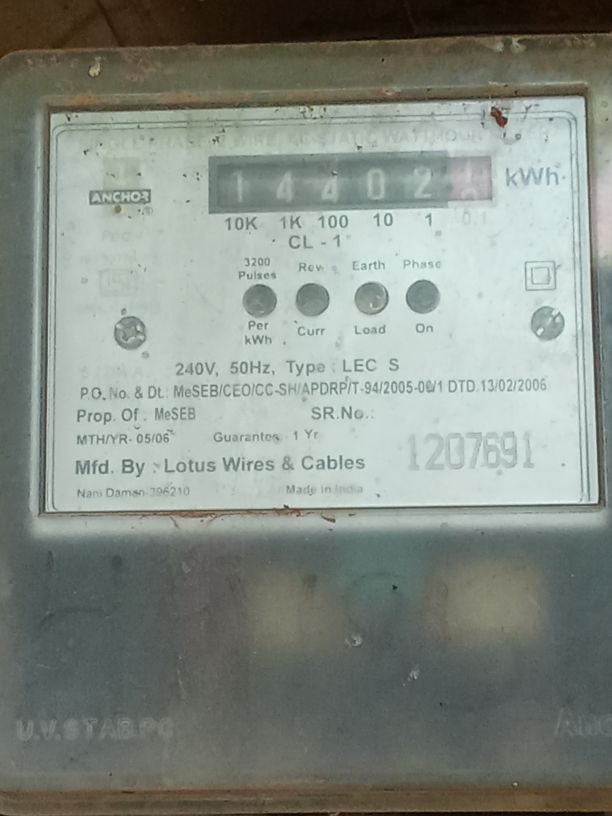 ANCHOR
1 4 4 0 2 kWh
10K 1K 100 10 1 0.1
CL - 1
3200 Pulses Per kWh
Rev Curr
Earth Load
Phase On
240V, 50Hz, Type : LEC S
P.O. No. & Dt. MeSEB/CEO/CC-SH/APDRP/T-94/2005-06/1 DTD.13/02/2006
Prop. Of : MeSEB SR.No.:
MTH/YR- 05/06 Guarantee 1 Yr
1207691
Mfd. By : Lotus Wires & Cables
Nani Daman-396210 Made in India
U.V.STAB.PC